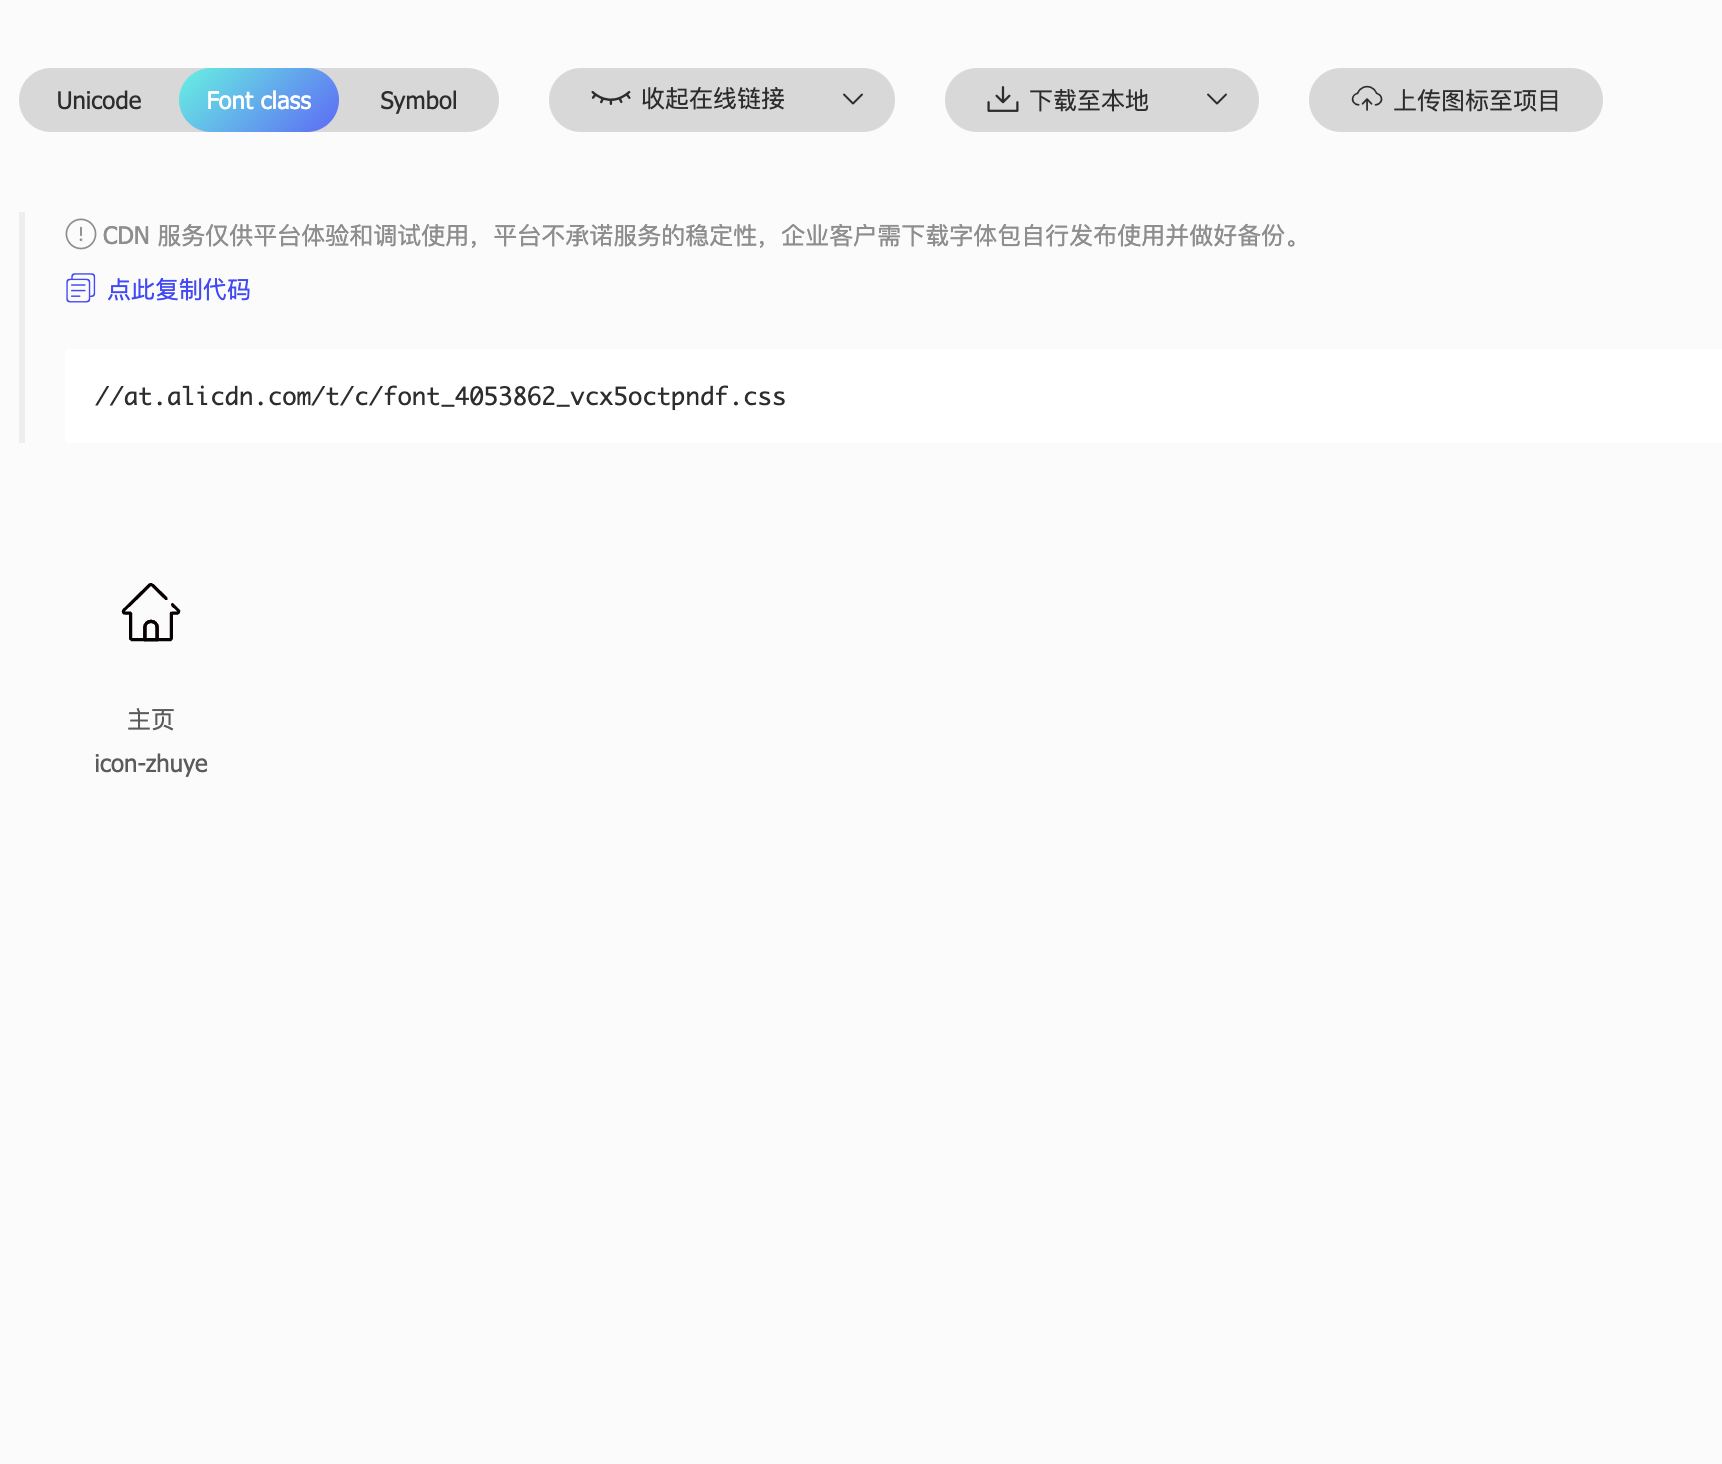 Unicode Font class Symbol 收起在线链接 下载至本地 上传图标至项目
CDN 服务仅供平台体验和调试使用，平台不承诺服务的稳定性，企业客户需下载字体包自行发布使用并做好备份。
点此复制代码
//at.alicdn.com/t/c/font_4053862_vcx5octpndf.css
主页
icon-zhuye